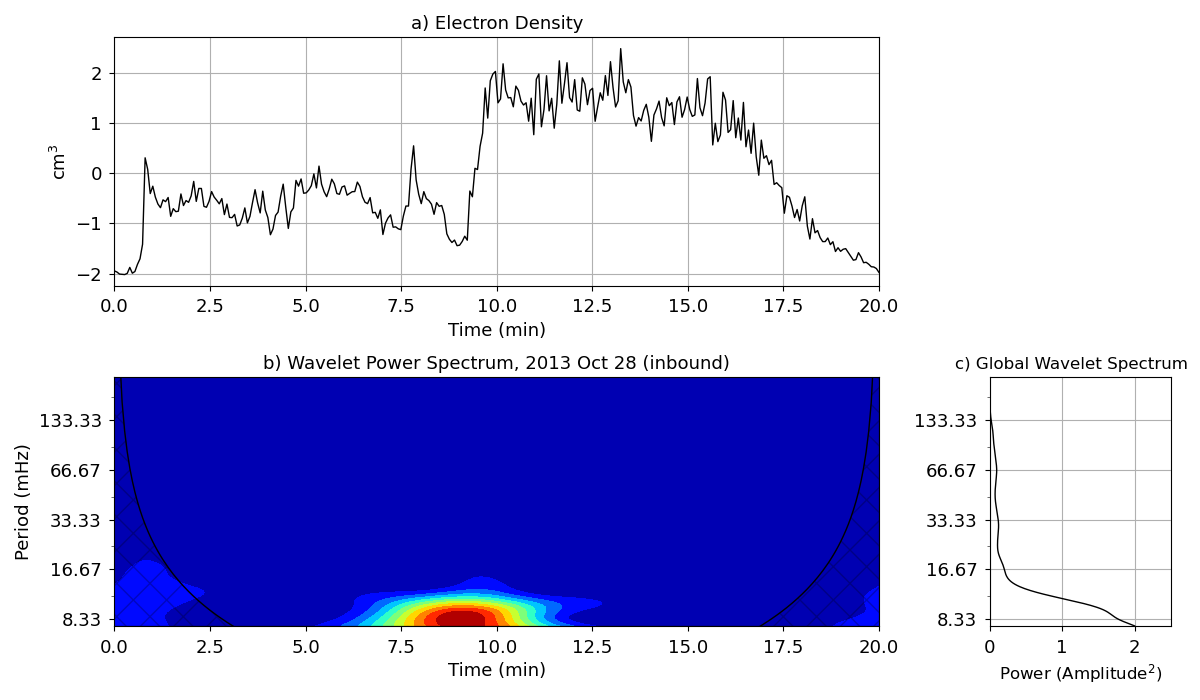 a) Electron Density
cm³
2
1
0
−1
−2
0.0 2.5 5.0 7.5 10.0 12.5 15.0 17.5 20.0
Time (min)
b) Wavelet Power Spectrum, 2013 Oct 28 (inbound)
Period (mHz)
133.33
66.67
33.33
16.67
8.33
0.0 2.5 5.0 7.5 10.0 12.5 15.0 17.5 20.0
Time (min)
c) Global Wavelet Spectrum
133.33
66.67
33.33
16.67
8.33
0 1 2
Power (Amplitude²)